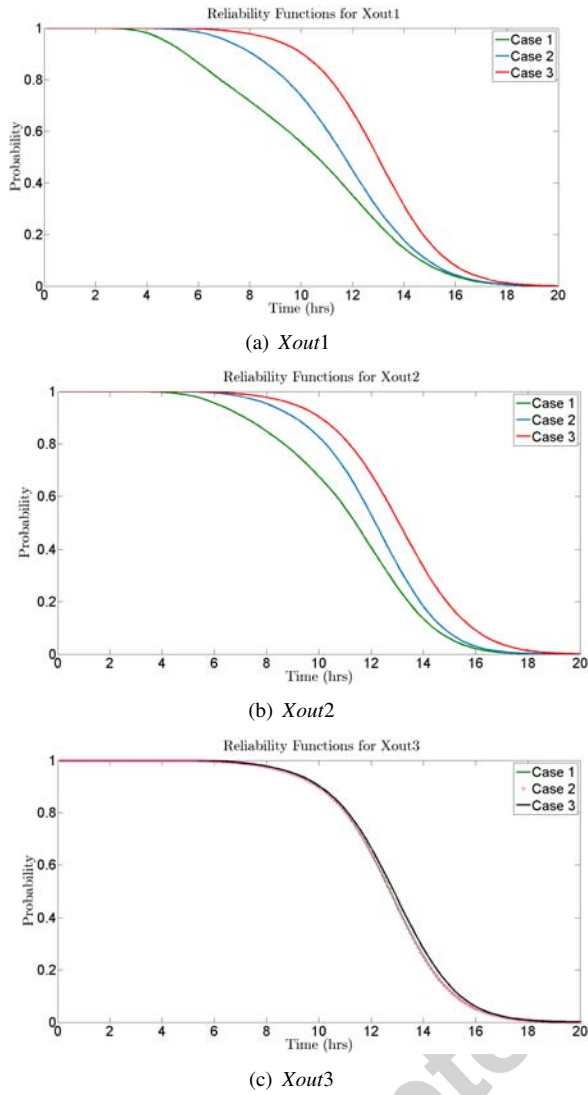 Reliability Functions for Xout1
1
0.8
0.6
0.4
0.2
0
Probability
Case 1
Case 2
Case 3
0 2 4 6 8 10 12 14 16 18 20
Time (hrs)
(a) Xout1
Reliability Functions for Xout2
1
0.8
0.6
0.4
0.2
0
Probability
Case 1
Case 2
Case 3
0 2 4 6 8 10 12 14 16 18 20
Time (hrs)
(b) Xout2
Reliability Functions for Xout3
1
0.8
0.6
0.4
0.2
0
Probability
Case 1
Case 2
Case 3
0 2 4 6 8 10 12 14 16 18 20
Time (hrs)
(c) Xout3